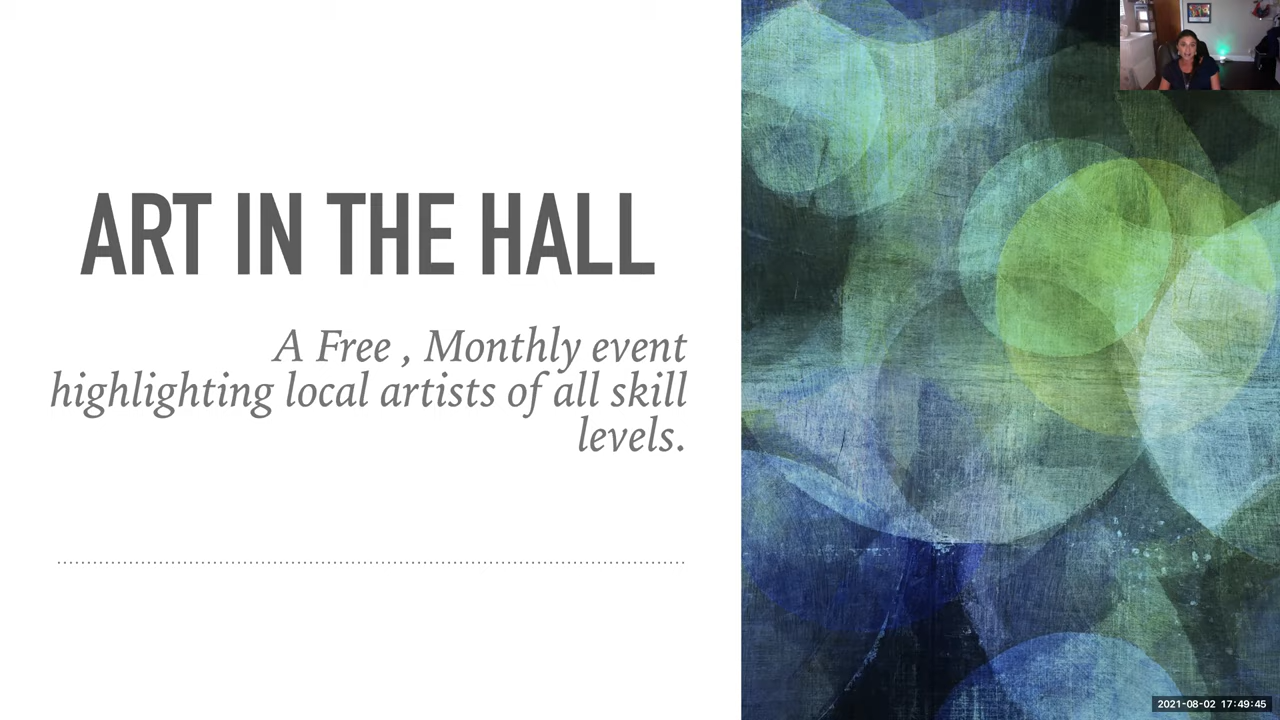 ART IN THE HALL
A Free , Monthly event
highlighting local artists of all skill
levels.
2021-08-02 17:49:45